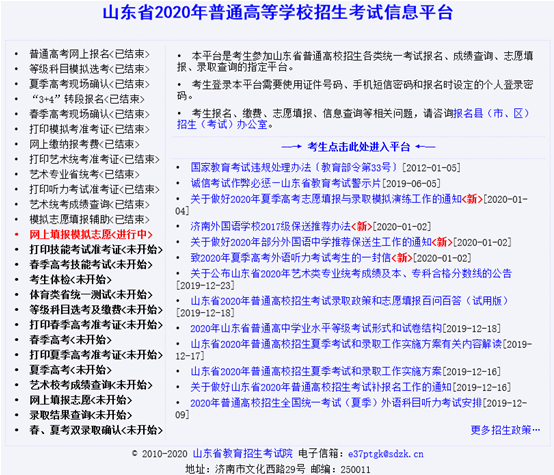 山东省2020年普通高等学校招生考试信息平台
• 普通高考网上报名<已结束>
• 等级科目模拟选考<已结束>
• 夏季高考现场确认<已结束>
• “3+4”转段报名<已结束>
• 春季高考现场确认<已结束>
• 打印模拟考准考证<已结束>
• 网上缴纳报考费<已结束>
• 打印艺术统考准考证<已结束>
• 艺术专业省统考<已结束>
• 打印听力考试准考证<已结束>
• 艺术统考成绩查询<已结束>
• 模拟志愿填报辅助<已结束>
• 网上填报模拟志愿<进行中>
• 打印技能考试准考证<未开始>
• 春季高考技能考试<未开始>
• 考生体检<未开始>
• 体育类省统一测试<未开始>
• 等级科目选考及缴费<未开始>
• 打印春季高考准考证<未开始>
• 春季高考<未开始>
• 打印夏季高考准考证<未开始>
• 夏季高考<未开始>
• 艺术校考成绩查询<未开始>
• 网上填报志愿<未开始>
• 录取结果查询<未开始>
• 春、夏考双录取确认<未开始>
• 本平台是考生参加山东省普通高校招生各类统一考试报名、成绩查询、志愿填
报、录取查询的指定平台。
• 考生登录本平台需要使用证件号码、手机短信密码和报名时设定的个人登录密
码。
• 考生报名、缴费、志愿填报、信息查询等相关问题，请咨询报名县（市、区）
招生（考试）办公室。
—→ 考生点击此处进入平台 ←—
• 国家教育考试违规处理办法〔教育部令第33号〕[2012-01-05]
• 诚信考试作弊必惩—山东省教育考试警示片[2019-06-05]
• 关于做好2020年夏季高考志愿填报与录取模拟演练工作的通知<新>[2020-01-
04]
• 济南外国语学校2017级保送推荐办法<新>[2020-01-02]
• 关于做好2020年部分外国语中学推荐保送生工作的通知<新>[2020-01-02]
• 致2020年夏季高考外语听力考试考生的一封信<新>[2020-01-02]
• 关于公布山东省2020年艺术类专业统考成绩及本、专科合格分数线的公告
[2019-12-23]
• 山东省2020年普通高校招生考试录取政策和志愿填报百问百答（试用版）
[2019-12-18]
• 2020年山东省普通高中学业水平等级考试形式和试卷结构[2019-12-18]
• 山东省2020年普通高校招生夏季考试和录取工作实施方案有关内容解读[2019-
12-17]
• 山东省2020年普通高校招生夏季考试和录取工作实施方案[2019-12-16]
• 关于做好山东省2020年普通高校招生考试补报名工作的通知[2019-12-16]
• 2020年普通高校招生全国统一考试（夏季）外语科目听力考试安排[2019-12-
09]
更多招生政策…
© 2010-2020 山东省教育招生考试院 电子信箱：e37ptgk@sdzk.cn
地址：济南市文化西路29号 邮编：250011